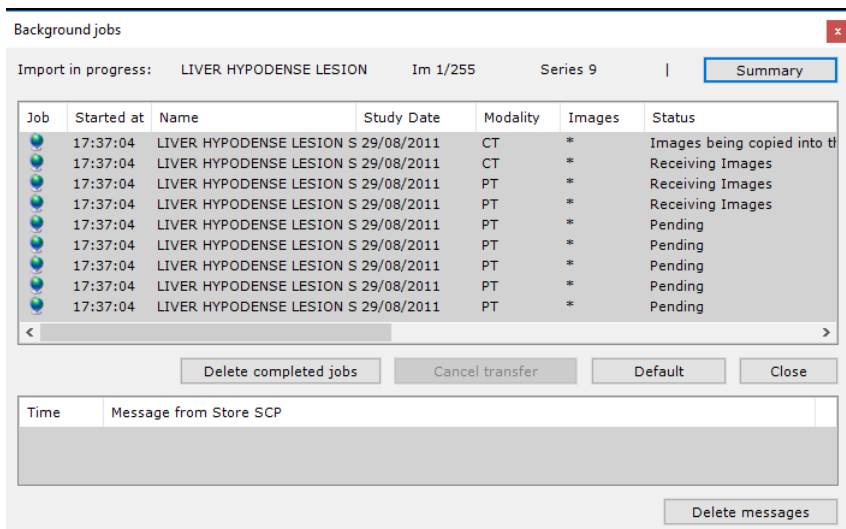 Background jobs
x
Import in progress: LIVER HYPODENSE LESION Im 1/255 Series 9 | Summary
Job Started at Name Study Date Modality Images Status
17:37:04 LIVER HYPODENSE LESION S 29/08/2011 CT * Images being copied into th
17:37:04 LIVER HYPODENSE LESION S 29/08/2011 CT * Receiving Images
17:37:04 LIVER HYPODENSE LESION S 29/08/2011 PT * Receiving Images
17:37:04 LIVER HYPODENSE LESION S 29/08/2011 PT * Receiving Images
17:37:04 LIVER HYPODENSE LESION S 29/08/2011 PT * Pending
17:37:04 LIVER HYPODENSE LESION S 29/08/2011 PT * Pending
17:37:04 LIVER HYPODENSE LESION S 29/08/2011 PT * Pending
17:37:04 LIVER HYPODENSE LESION S 29/08/2011 PT * Pending
17:37:04 LIVER HYPODENSE LESION S 29/08/2011 PT * Pending
Delete completed jobs Cancel transfer Default Close
Time Message from Store SCP
Delete messages